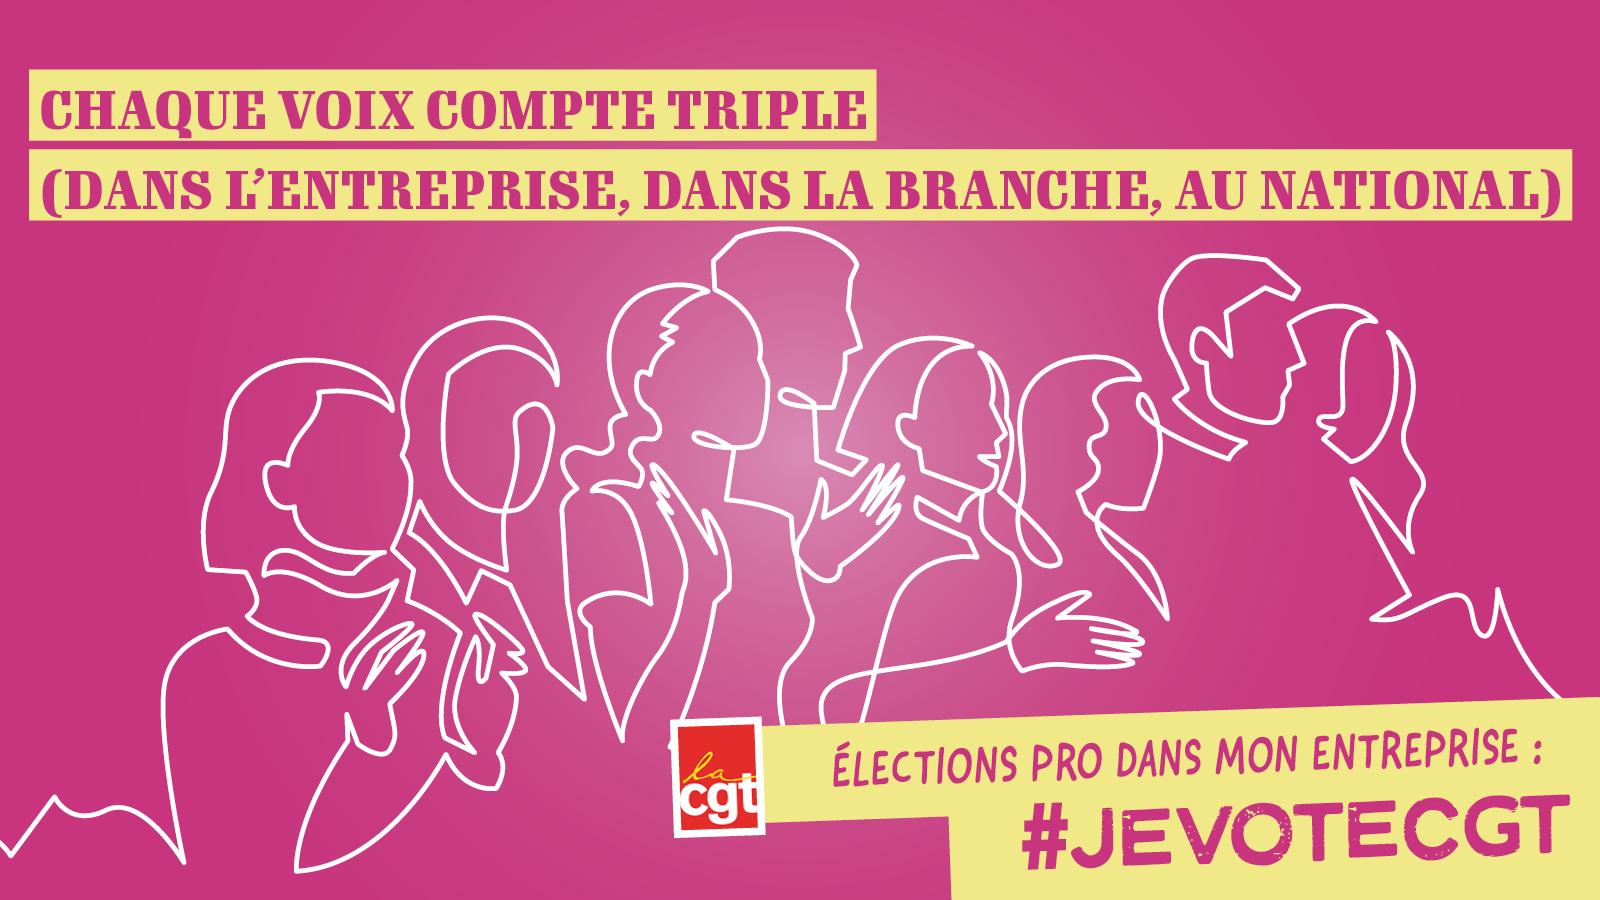 CHAQUE VOIX COMPTE TRIPLE
(DANS L’ENTREPRISE, DANS LA BRANCHE, AU NATIONAL)
la
cgt
ÉLECTIONS PRO DANS MON ENTREPRISE :
#JEVOTECGT